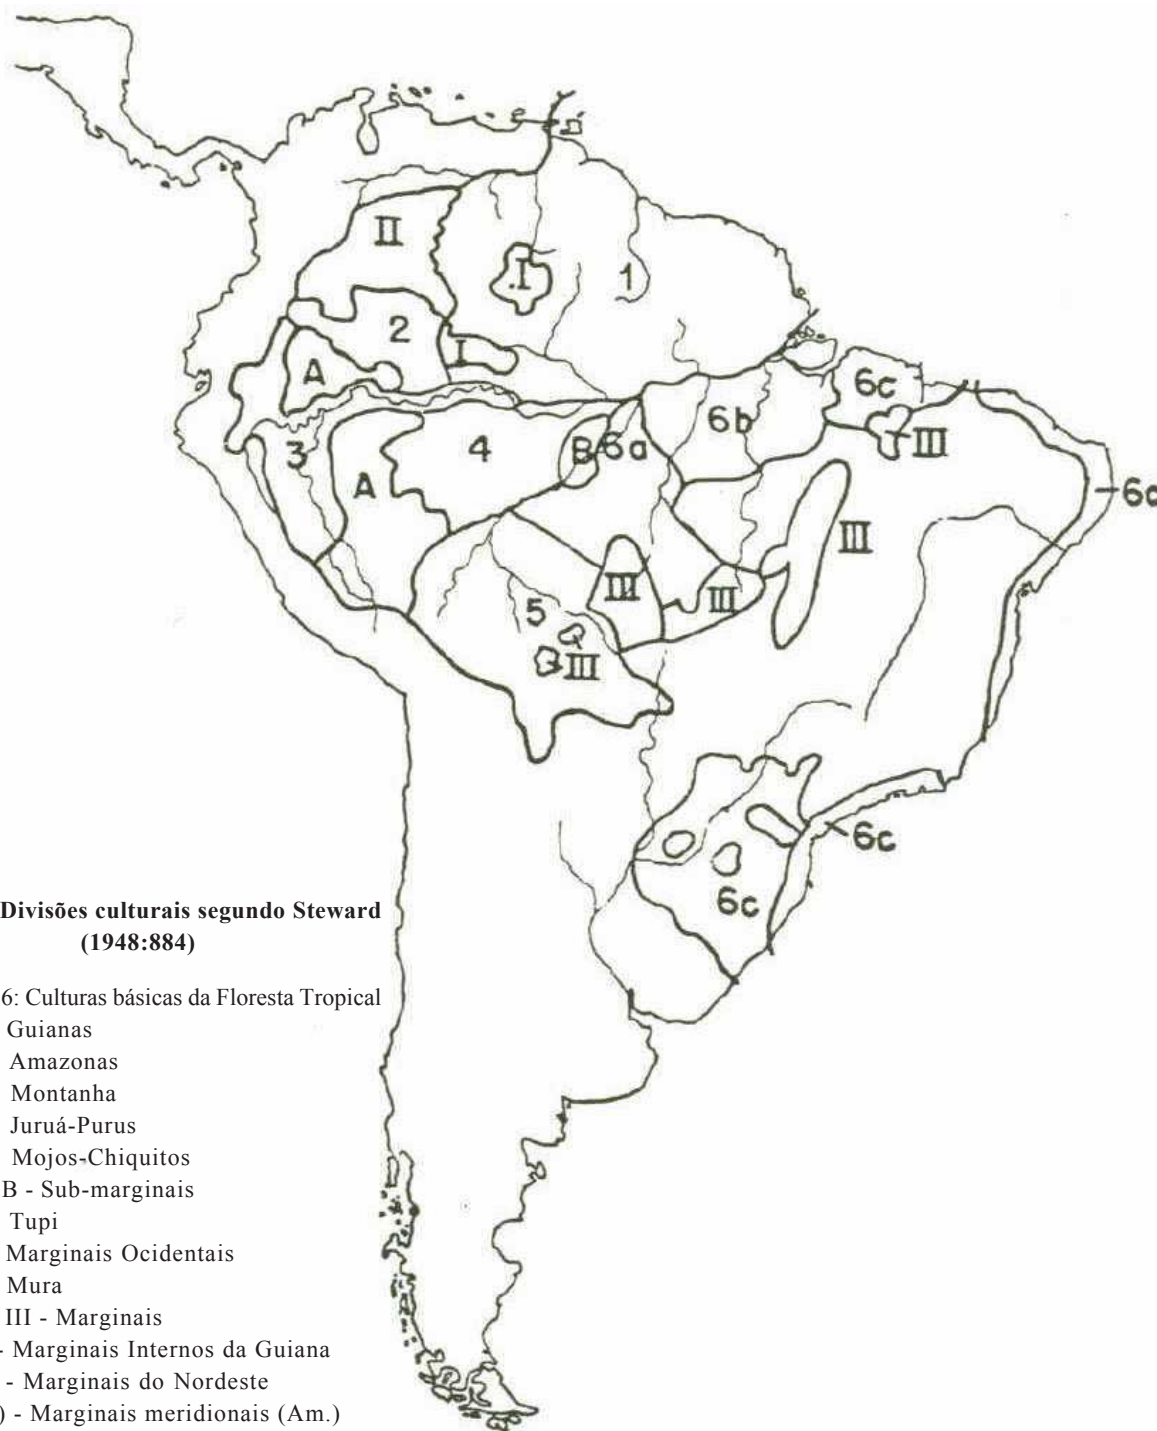 II
I
1
2
I
A
6c
6b
III
3
4
B
6a
A
6c
III
III
III
5
III
6c
6c
Divisões culturais segundo Steward
(1948:884)
6: Culturas básicas da Floresta Tropical
Guianas
Amazonas
Montanha
Juruá-Purus
Mojos-Chiquitos
B - Sub-marginais
Tupi
Marginais Ocidentais
Mura
III - Marginais
- Marginais Internos da Guiana
- Marginais do Nordeste
) - Marginais meridionais (Am.)